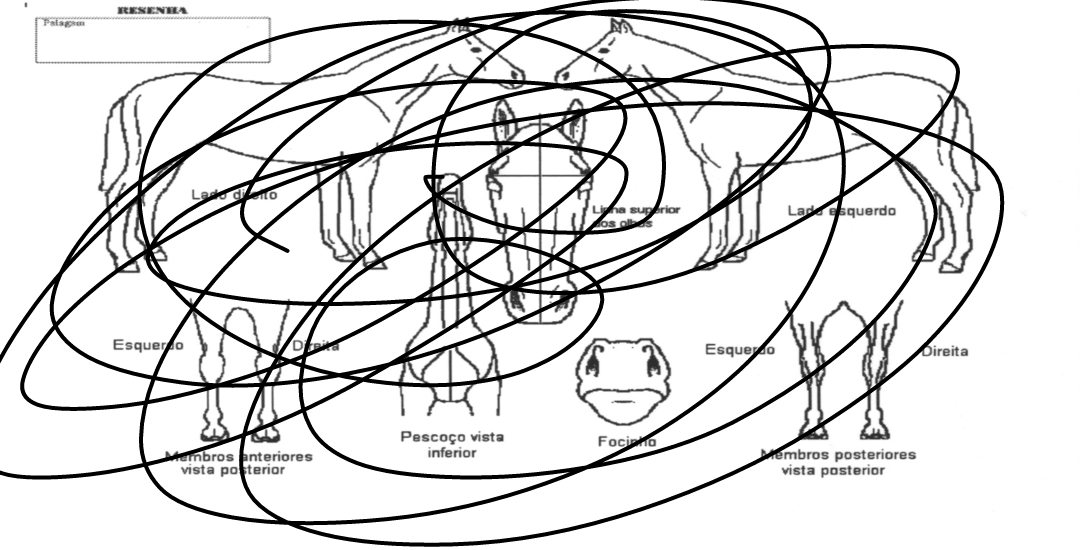 RESENHA
Pelagem
Lado direito
Linha superior
dos olhos
Lado esquerdo
Esquerdo
Direita
Esquerdo
Direita
Pescoço vista
inferior
Focinho
Membros anteriores
vista posterior
Membros posteriores
vista posterior